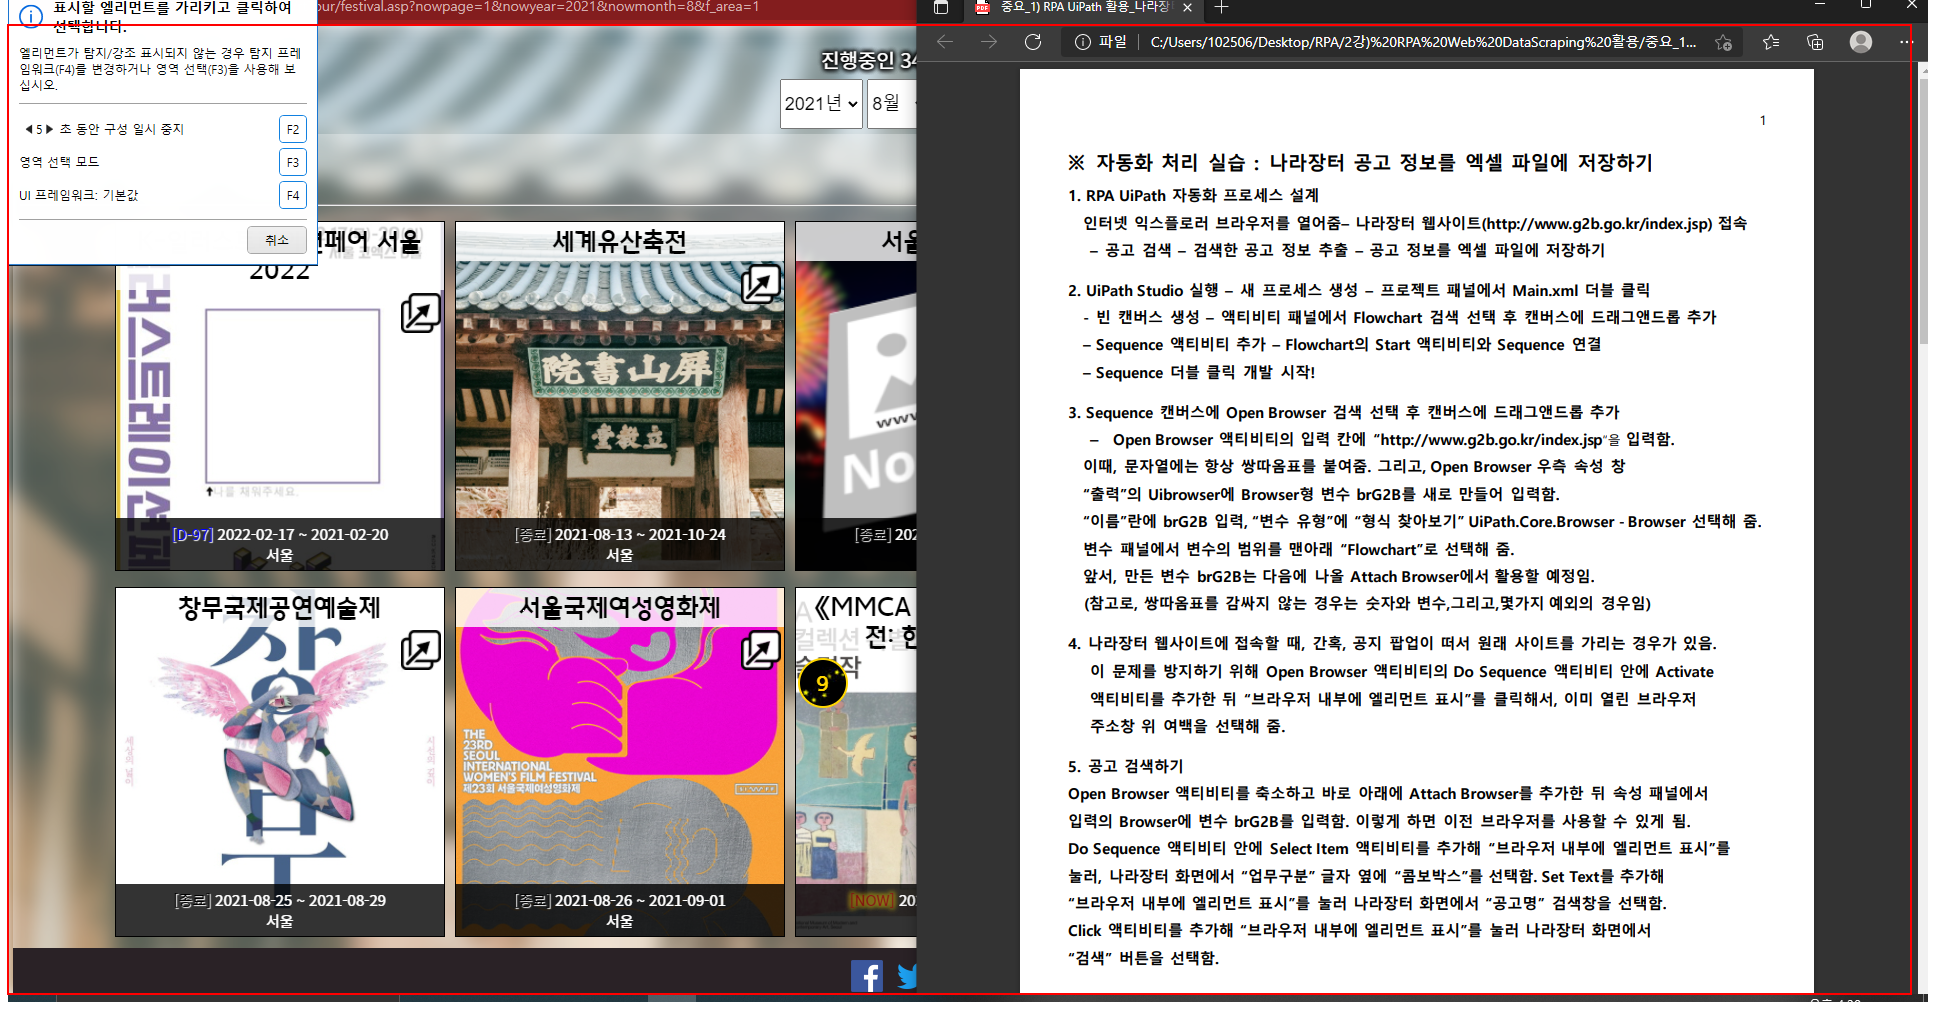 표시할 엘리먼트를 가리키고 클릭하여
선택합니다.
엘리먼트가 탐지/강조 표시되지 않는 경우 탐지 프레
임워크(F4)를 변경하거나 영역 선택(F3)을 사용해 보
십시오.
◀ 5 ▶ 초 동안 구성 일시 중지
F2
영역 선택 모드
F3
UI 프레임워크: 기본값
F4
취소
our/festival.asp?nowpage=1&nowyear=2021&nowmonth=8&f_area=1
진행중인 34
2021년
8월
페어 서울
2022
↑나를 채워주세요.
[D-97] 2022-02-17 ~ 2021-02-20
서울
세계유산축전
屛山書院
立敎堂
[종료] 2021-08-13 ~ 2021-10-24
서울
서울
www
No
[종료] 202
창무국제공연예술제
창
무
[종료] 2021-08-25 ~ 2021-08-29
서울
서울국제여성영화제
THE
23RD
SEOUL
INTERNATIONAL
WOMEN'S FILM FESTIVAL
제23회 서울국제여성영화제
[종료] 2021-08-26 ~ 2021-09-01
서울
《MMCA
전: 한
컬렉션
9
[NOW] 20
중요_1) RPA UiPath 활용_나라장터
파일
C:/Users/102506/Desktop/RPA/2강)%20RPA%20Web%20DataScraping%20활용/중요_1...
1
※ 자동화 처리 실습 : 나라장터 공고 정보를 엑셀 파일에 저장하기
1. RPA UiPath 자동화 프로세스 설계
인터넷 익스플로러 브라우저를 열어줌– 나라장터 웹사이트(http://www.g2b.go.kr/index.jsp) 접속
– 공고 검색 – 검색한 공고 정보 추출 – 공고 정보를 엑셀 파일에 저장하기
2. UiPath Studio 실행 – 새 프로세스 생성 – 프로젝트 패널에서 Main.xml 더블 클릭
- 빈 캔버스 생성 – 액티비티 패널에서 Flowchart 검색 선택 후 캔버스에 드래그앤드롭 추가
– Sequence 액티비티 추가 – Flowchart의 Start 액티비티와 Sequence 연결
– Sequence 더블 클릭 개발 시작!
3. Sequence 캔버스에 Open Browser 검색 선택 후 캔버스에 드래그앤드롭 추가
– Open Browser 액티비티의 입력 칸에 “http://www.g2b.go.kr/index.jsp”을 입력함.
이때, 문자열에는 항상 쌍따옴표를 붙여줌. 그리고, Open Browser 우측 속성 창
“출력”의 Uibrowser에 Browser형 변수 brG2B를 새로 만들어 입력함.
“이름”란에 brG2B 입력, “변수 유형”에 “형식 찾아보기” UiPath.Core.Browser - Browser 선택해 줌.
변수 패널에서 변수의 범위를 맨아래 “Flowchart”로 선택해 줌.
앞서, 만든 변수 brG2B는 다음에 나올 Attach Browser에서 활용할 예정임.
(참고로, 쌍따옴표를 감싸지 않는 경우는 숫자와 변수,그리고,몇가지 예외의 경우임)
4. 나라장터 웹사이트에 접속할 때, 간혹, 공지 팝업이 떠서 원래 사이트를 가리는 경우가 있음.
이 문제를 방지하기 위해 Open Browser 액티비티의 Do Sequence 액티비티 안에 Activate
액티비티를 추가한 뒤 “브라우저 내부에 엘리먼트 표시”를 클릭해서, 이미 열린 브라우저
주소창 위 여백을 선택해 줌.
5. 공고 검색하기
Open Browser 액티비티를 축소하고 바로 아래에 Attach Browser를 추가한 뒤 속성 패널에서
입력의 Browser에 변수 brG2B를 입력함. 이렇게 하면 이전 브라우저를 사용할 수 있게 됨.
Do Sequence 액티비티 안에 Select Item 액티비티를 추가해 “브라우저 내부에 엘리먼트 표시”를
눌러, 나라장터 화면에서 “업무구분” 글자 옆에 “콤보박스”를 선택함. Set Text를 추가해
“브라우저 내부에 엘리먼트 표시”를 눌러 나라장터 화면에서 “공고명” 검색창을 선택함.
Click 액티비티를 추가해 “브라우저 내부에 엘리먼트 표시”를 눌러 나라장터 화면에서
“검색” 버튼을 선택함.